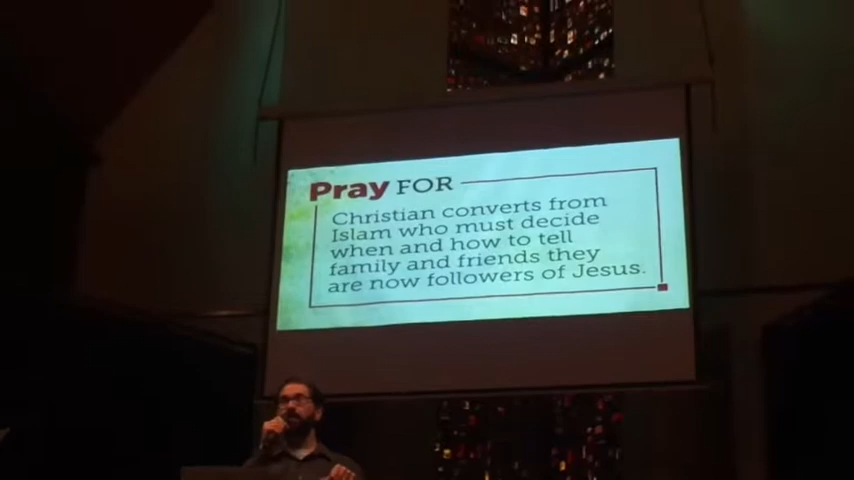 Pray FOR
Christian converts from
Islam who must decide
when and how to tell
family and friends they
are now followers of Jesus.